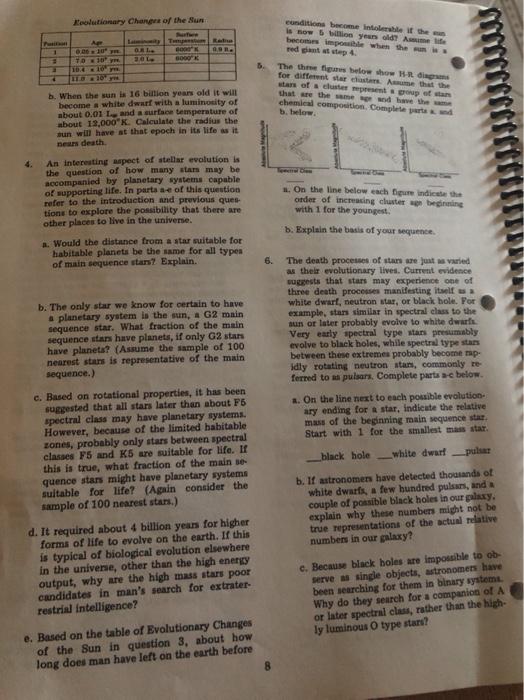 Evolutionary Changes of the Sun
Position Age Luminosity Surface Temperature Radius
1 0.05 x 10⁹ yrs. 0.8 L☉ 6000°K 0.9 R☉
2 7.0 x 10⁹ yrs. 2.0 L☉ 6000°K
3 10.4 x 10⁹ yrs.
4 11.0 x 10⁹ yrs.
b. When the sun is 16 billion years old it will
become a white dwarf with a luminosity of
about 0.01 L☉ and a surface temperature of
about 12,000°K. Calculate the radius the
sun will have at that epoch in its life as it
nears death.
4. An interesting aspect of stellar evolution is
the question of how many stars may be
accompanied by planetary systems capable
of supporting life. In parts a-e of this question
refer to the introduction and previous ques-
tions to explore the possibility that there are
other places to live in the universe.
a. Would the distance from a star suitable for
habitable planets be the same for all types
of main sequence stars? Explain.
b. The only star we know for certain to have
a planetary system is the sun, a G2 main
sequence star. What fraction of the main
sequence stars have planets, if only G2 stars
have planets? (Assume the sample of 100
nearest stars is representative of the main
sequence.)
c. Based on rotational properties, it has been
suggested that all stars later than about F5
spectral class may have planetary systems.
However, because of the limited habitable
zones, probably only stars between spectral
classes F5 and K5 are suitable for life. If
this is true, what fraction of the main se-
quence stars might have planetary systems
suitable for life? (Again consider the
sample of 100 nearest stars.)
d. It required about 4 billion years for higher
forms of life to evolve on the earth. If this
is typical of biological evolution elsewhere
in the universe, other than the high energy
output, why are the high mass stars poor
candidates in man's search for extrater-
restrial intelligence?
e. Based on the table of Evolutionary Changes
of the Sun in question 3, about how
long does man have left on the earth before
conditions become intolerable if the sun
is now 5 billion years old? Assume life
becomes impossible when the sun is a
red giant at step 4.
5. The three figures below show H-R diagrams
for different star clusters. Assume that the
stars of a cluster represent a group of stars
that are the same age and have the same
chemical composition. Complete parts a. and
b. below.
Absolute Magnitude Absolute Magnitude Absolute Magnitude
Spectral Class Spectral Class Spectral Class
a. On the line below each figure indicate the
order of increasing cluster age beginning
with 1 for the youngest.
b. Explain the basis of your sequence.
6. The death processes of stars are just as varied
as their evolutionary lives. Current evidence
suggests that stars may experience one of
three death processes manifesting itself as a
white dwarf, neutron star, or black hole. For
example, stars similar in spectral class to the
sun or later probably evolve to white dwarfs.
Very early spectral type stars presumably
evolve to black holes, while spectral type stars
between these extremes probably become rap-
idly rotating neutron stars, commonly re-
ferred to as pulsars. Complete parts a-c below.
a. On the line next to each possible evolution-
ary ending for a star, indicate the relative
mass of the beginning main sequence star.
Start with 1 for the smallest mass star.
__black hole __white dwarf __pulsar
b. If astronomers have detected thousands of
white dwarfs, a few hundred pulsars, and a
couple of possible black holes in our galaxy,
explain why these numbers might not be
true representations of the actual relative
numbers in our galaxy?
c. Because black holes are impossible to ob-
serve as single objects, astronomers have
been searching for them in binary systems.
Why do they search for a companion of A
or later spectral class, rather than the high-
ly luminous O type stars?
8